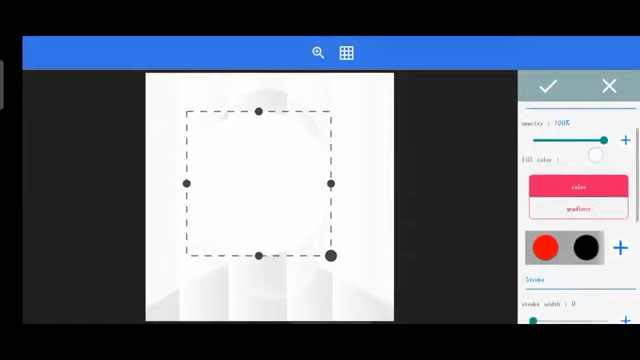 opacity : 100%
fill color :
color
gradient
Stroke
stroke width : 0